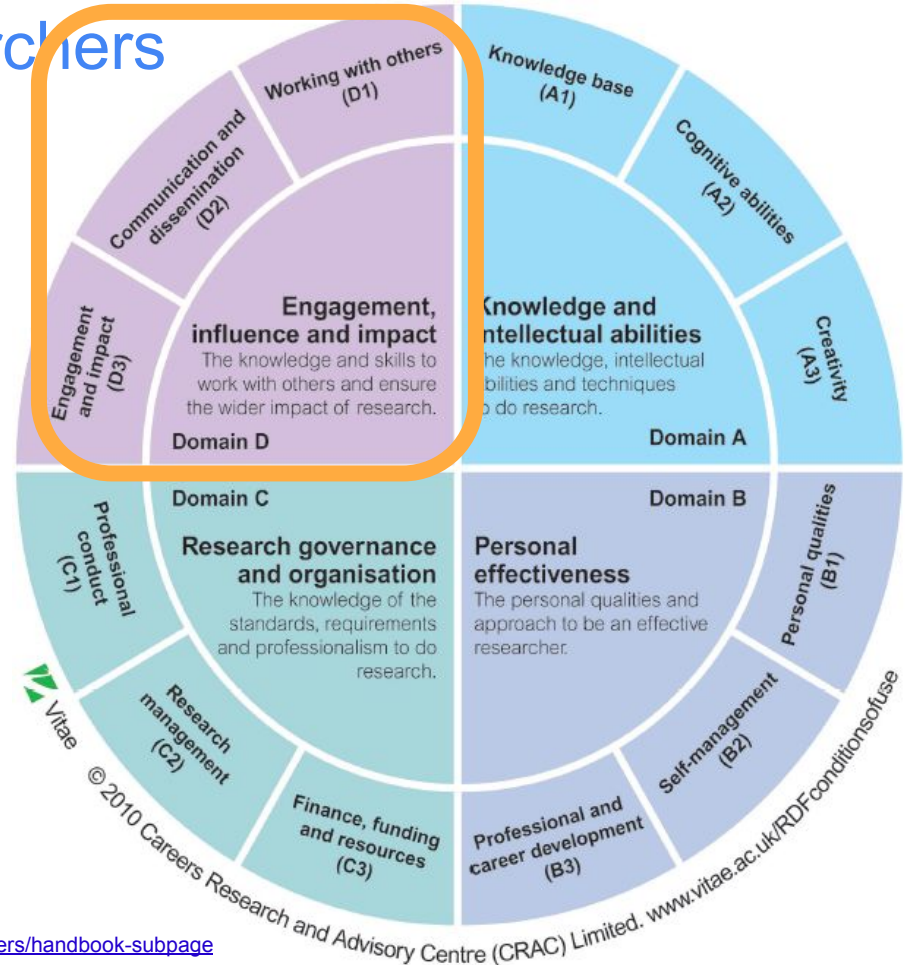 rchers
Working with others
(D1)
Communication and
dissemination
(D2)
Engagement
and impact
(D3)
Engagement,
influence and impact
The knowledge and skills to
work with others and ensure
the wider impact of research.
Domain D
Knowledge base
(A1)
Cognitive abilities
(A2)
Creativity
(A3)
Knowledge and
ntellectual abilities
he knowledge, intellectual
bilities and techniques
o do research.
Domain A
Domain C
Research governance
and organisation
The knowledge of the
standards, requirements
and professionalism to do
research.
Professional
conduct
(C1)
Research
management
(C2)
Finance, funding
and resources
(C3)
Domain B
Personal
effectiveness
The personal qualities and
approach to be an effective
researcher.
Personal qualities
(B1)
Self-management
(B2)
Professional and
career development
(B3)
Vitae © 2010 Careers Research and Advisory Centre (CRAC) Limited. www.vitae.ac.uk/RDFconditionsofuse
ers/handbook-subpage